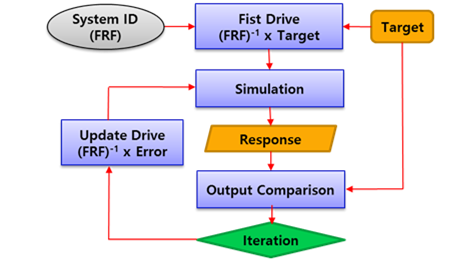 System ID
(FRF)
Fist Drive
(FRF)⁻¹ x Target
Target
Simulation
Update Drive
(FRF)⁻¹ x Error
Response
Output Comparison
Iteration